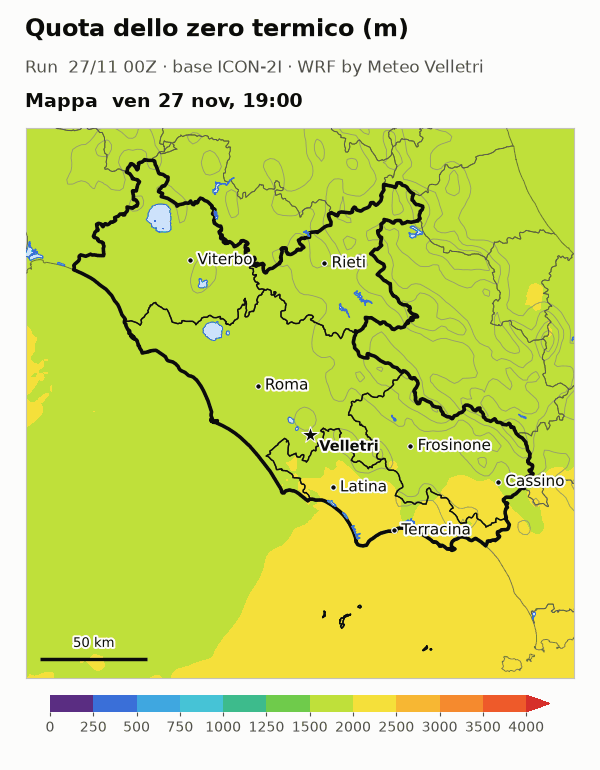 Quota dello zero termico (m)
Run  27/11 00Z · base ICON-2I · WRF by Meteo Velletri
Mappa  ven 27 nov, 19:00
Viterbo
Rieti
Roma
Velletri
Frosinone
Latina
Cassino
Terracina
50 km
0 250 500 750 1000 1250 1500 2000 2500 3000 3500 4000